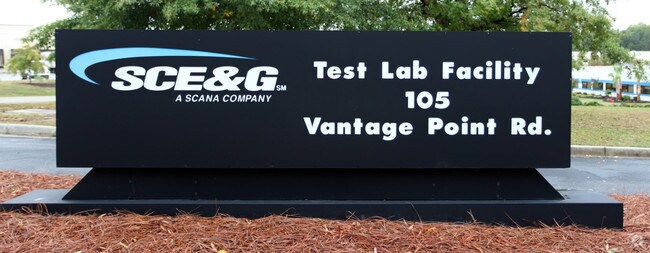 SCE&G SM
A SCANA COMPANY
Test Lab Facility
105
Vantage Point Rd.